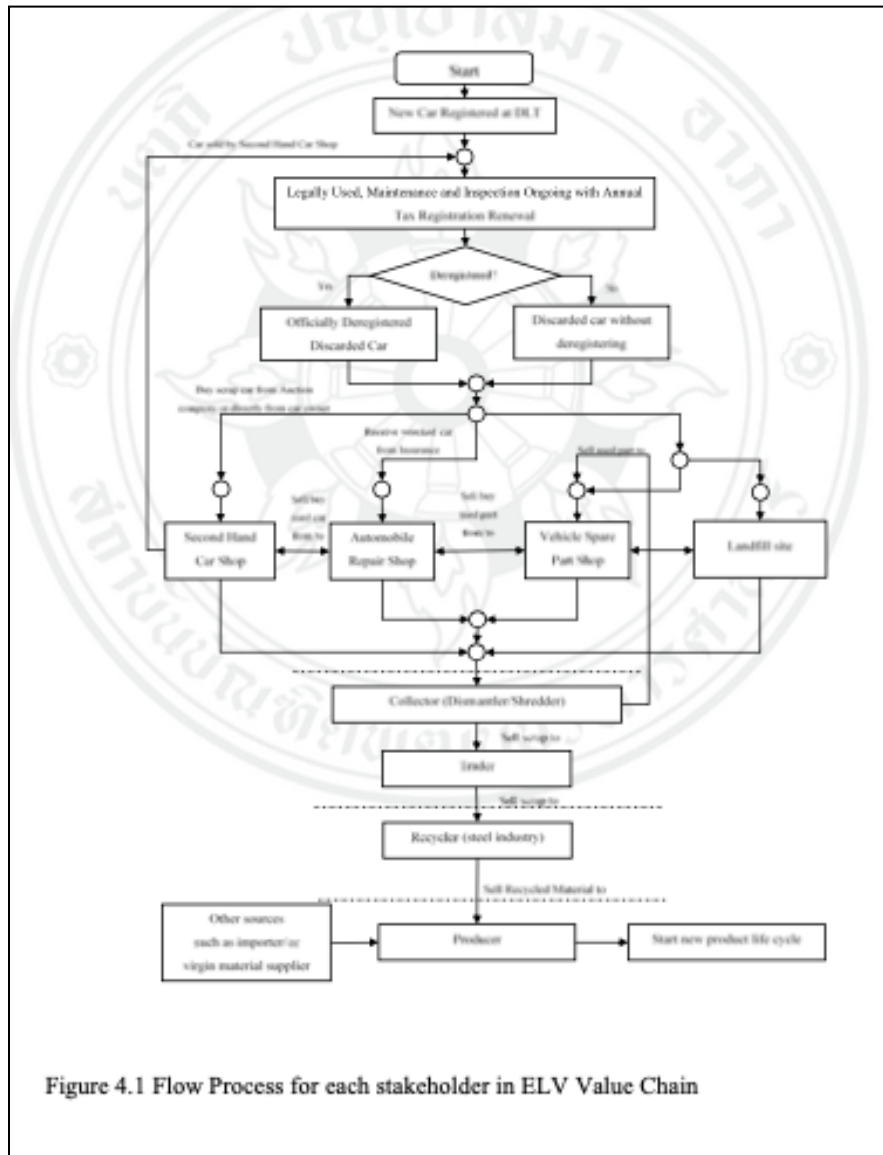 Start
New Car Registered at DLT
Car sold by Second Hand Car Shop
Legally Used, Maintenance and Inspection Ongoing with Annual
Tax Registration Renewal
Deregistered?
Yes
No
Officially Deregistered
Discarded Car
Discarded car without
deregistering
Buy scrap car from Auction
company or directly from car owner
Receive wrecked car
from Insurance
Sell used part to
Sell/buy
used car
from/to
Sell/buy
used part
from/to
Second Hand
Car Shop
Automobile
Repair Shop
Vehicle Spare
Part Shop
Landfill site
Collector (Dismantler/Shredder)
Sell scrap to
Trader
Sell scrap to
Recycler (steel industry)
Sell Recycled Material to
Other sources
such as importer/or
virgin material supplier
Producer
Start new product life cycle
Figure 4.1 Flow Process for each stakeholder in ELV Value Chain